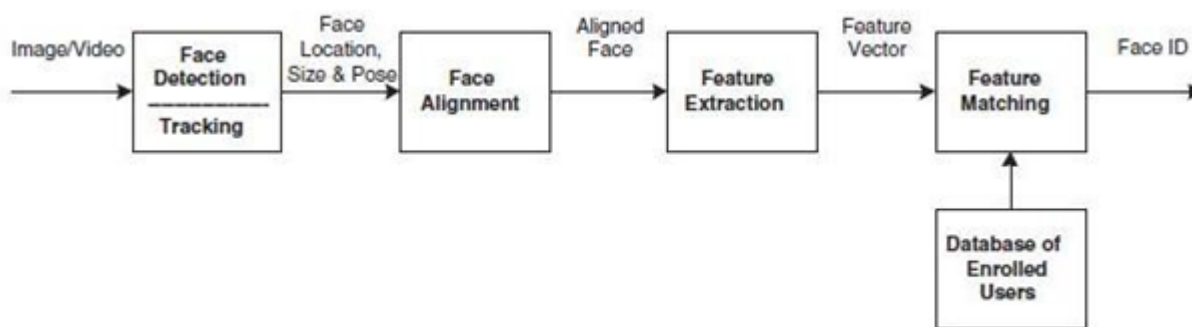 Image/Video
Face
Detection
Tracking
Face
Location,
Size & Pose
Face
Alignment
Aligned
Face
Feature
Extraction
Feature
Vector
Feature
Matching
Face ID
Database of
Enrolled
Users